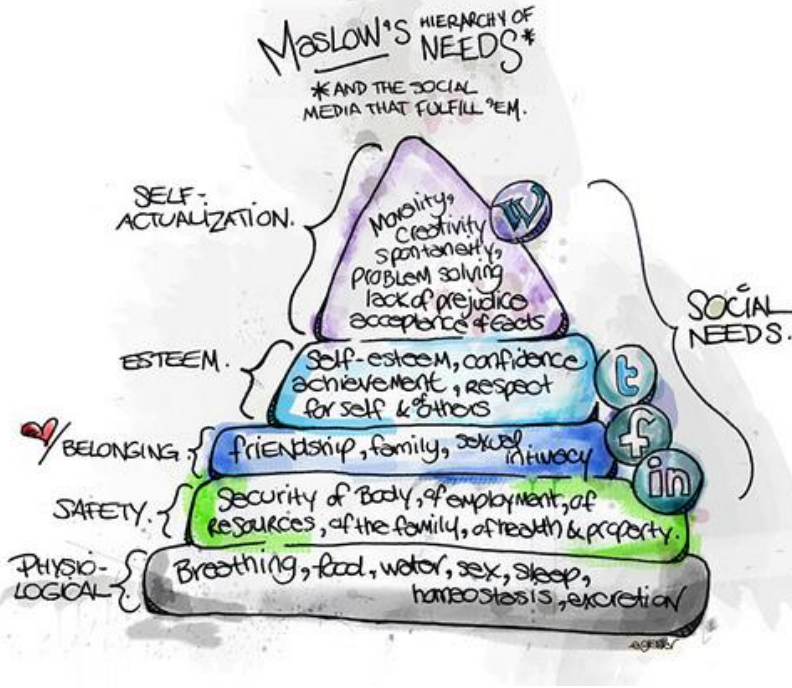 MASLOW'S HIERARCHY OF NEEDS*
*AND THE SOCIAL
MEDIA THAT FULFILL 'EM.
SELF-
ACTUALIZATION.
Morality,
creativity
spontaneity,
PROBLEM solving
lack of prejudice
acceptance of facts
W
SOCIAL
NEEDS.
ESTEEM.
Self-esteem, confidence
achievement, respect
for self & of others
t
BELONGING.
friendship, family, sexual intimacy
f
in
SAFETY.
Security of Body, of employment, of
resources, of the family, of health & property.
PHYSIO-
LOGICAL
Breathing, food, water, sex, sleep,
homeostasis, excretion